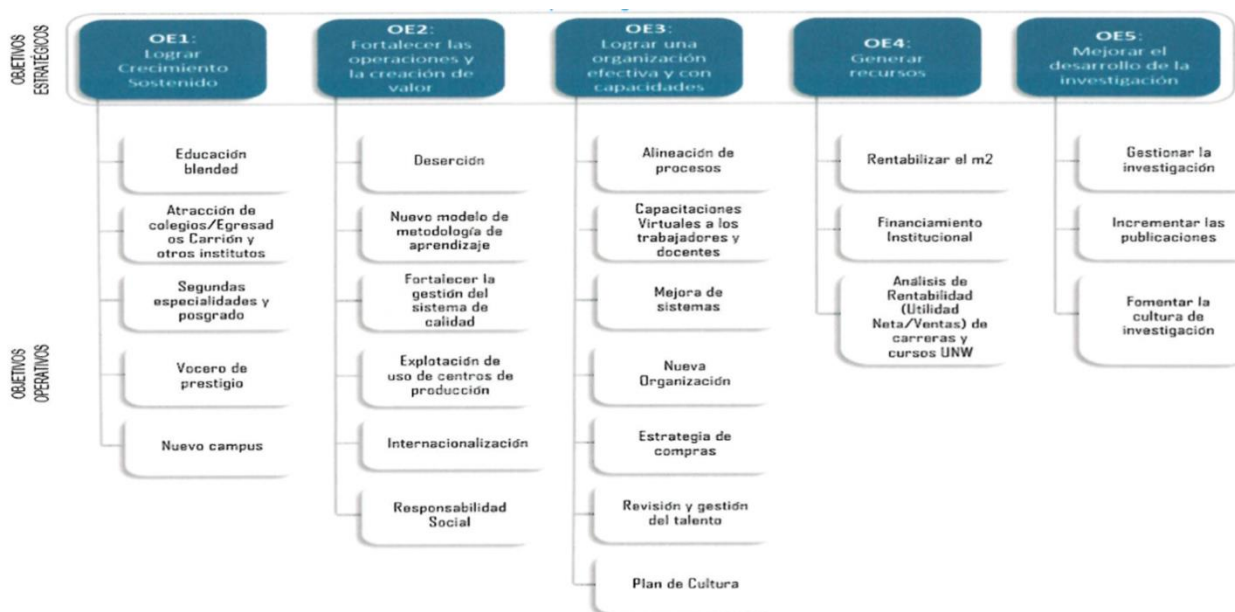 OBJETIVOS
ESTRATÉGICOS
OE1:
Lograr
Crecimiento
Sostenido
OE2:
Fortalecer las
operaciones y
la creación de
valor
OE3:
Lograr una
organización
efectiva y con
capacidades
OE4:
Generar
recursos
OE5:
Mejorar el
desarrollo de la
investigación
OBJETIVOS
OPERATIVOS
Educación
blended
Atracción de
colegios/Egresad
os Carrión y
otros institutos
Segundas
especialidades y
posgrado
Vocero de
prestigio
Nuevo campus
Deserción
Nuevo modelo de
metodología de
aprendizaje
Fortalecer la
gestión del
sistema de
calidad
Explotación de
uso de centros de
producción
Internacionalización
Responsabilidad
Social
Alineación de
procesos
Capacitaciones
Virtuales a los
trabajadores y
docentes
Mejora de
sistemas
Nueva
Organización
Estrategia de
compras
Revisión y gestión
del talento
Plan de Cultura
Rentabilizar el m2
Financiamiento
Institucional
Análisis de
Rentabilidad
(Utilidad
Neta/Ventas) de
carreras y
cursos UNW
Gestionar la
investigación
Incrementar las
publicaciones
Fomentar la
cultura de
investigación